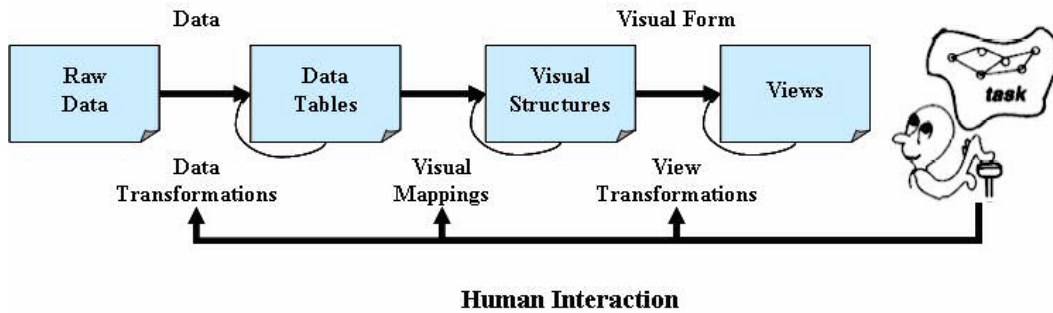 Data
Visual Form
Raw
Data
Data
Tables
Visual
Structures
Views
task
Data
Transformations
Visual
Mappings
View
Transformations
Human Interaction